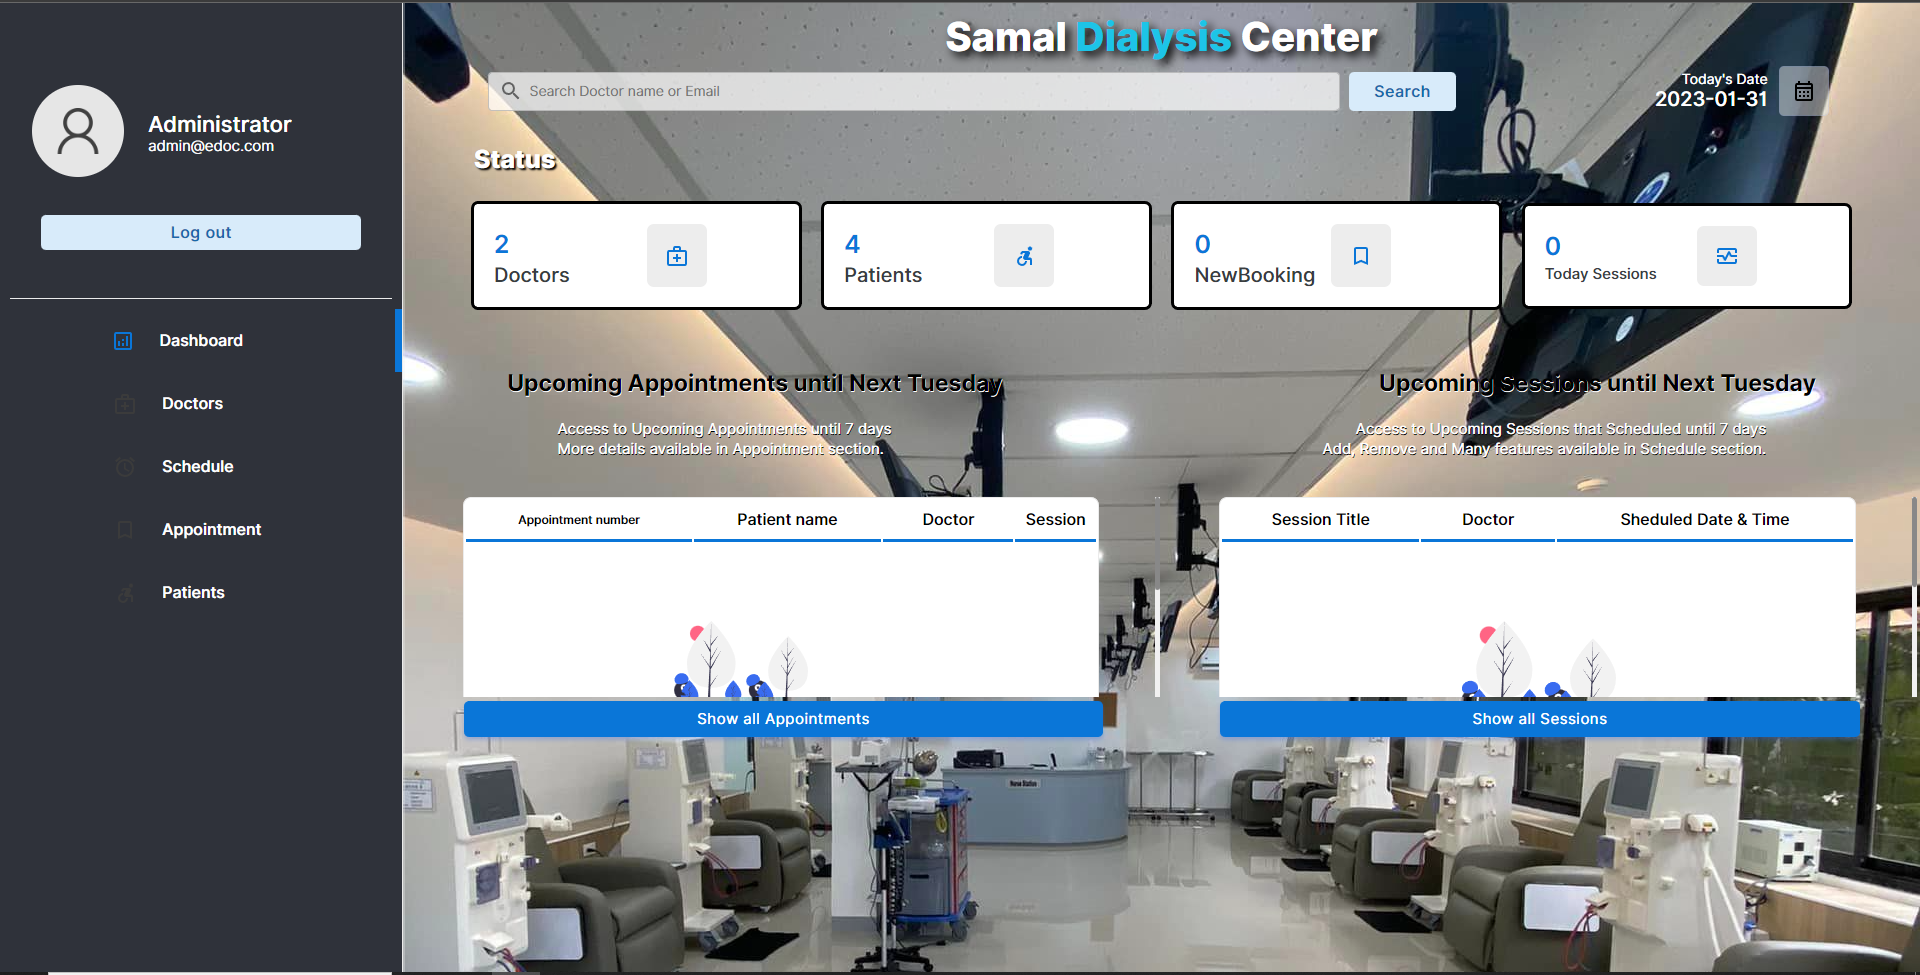 Samal Dialysis Center
Administrator
admin@edoc.com
Log out
Dashboard
Doctors
Schedule
Appointment
Patients
Search Doctor name or Email
Search
Today's Date
2023-01-31
Status
2
Doctors
4
Patients
0
NewBooking
0
Today Sessions
Upcoming Appointments until Next Tuesday
Access to Upcoming Appointments until 7 days
More details available in Appointment section.
Upcoming Sessions until Next Tuesday
Access to Upcoming Sessions that Scheduled until 7 days
Add, Remove and Many features available in Schedule section.
Appointment number
Patient name
Doctor
Session
Session Title
Doctor
Sheduled Date & Time
Show all Appointments
Show all Sessions
Nurse Station